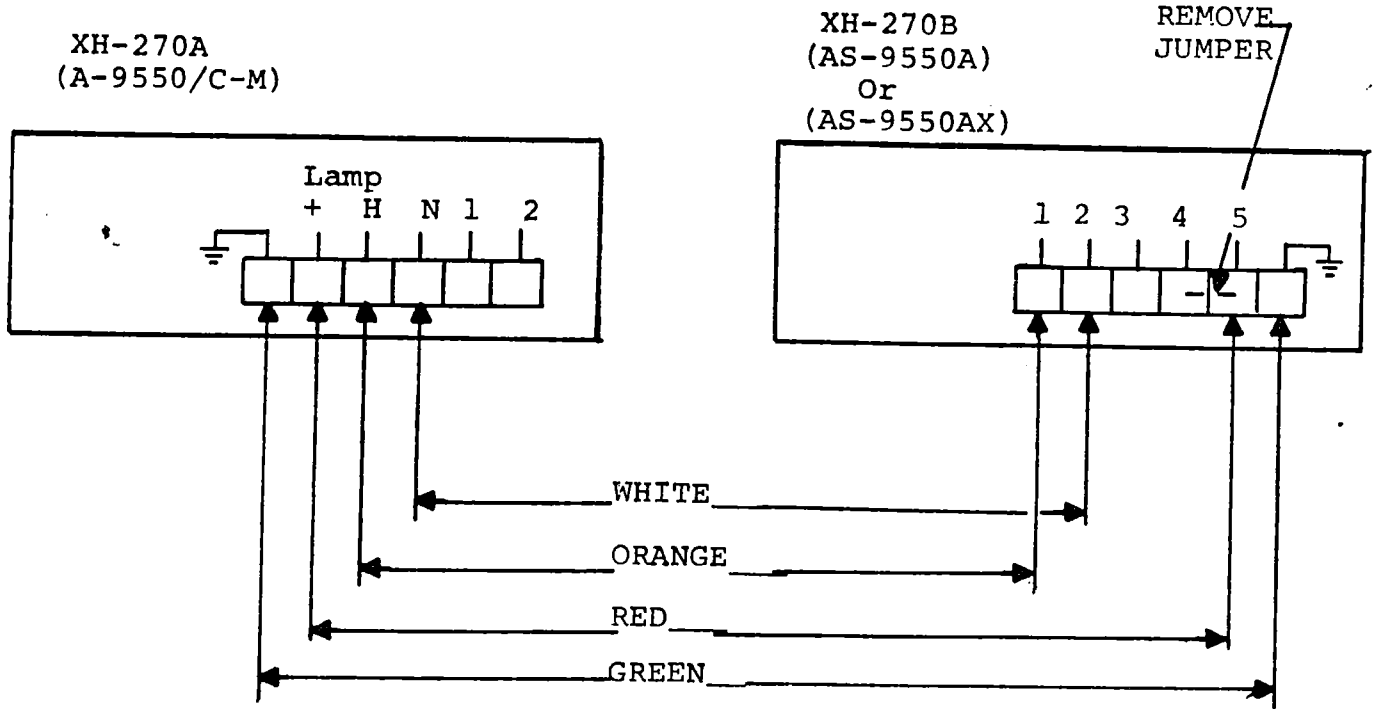 XH-270A
(A-9550/C-M)
XH-270B
(AS-9550A)
Or
(AS-9550AX)
REMOVE
JUMPER
Lamp
+ H N 1 2
1 2 3 4 5
WHITE
ORANGE
RED
GREEN